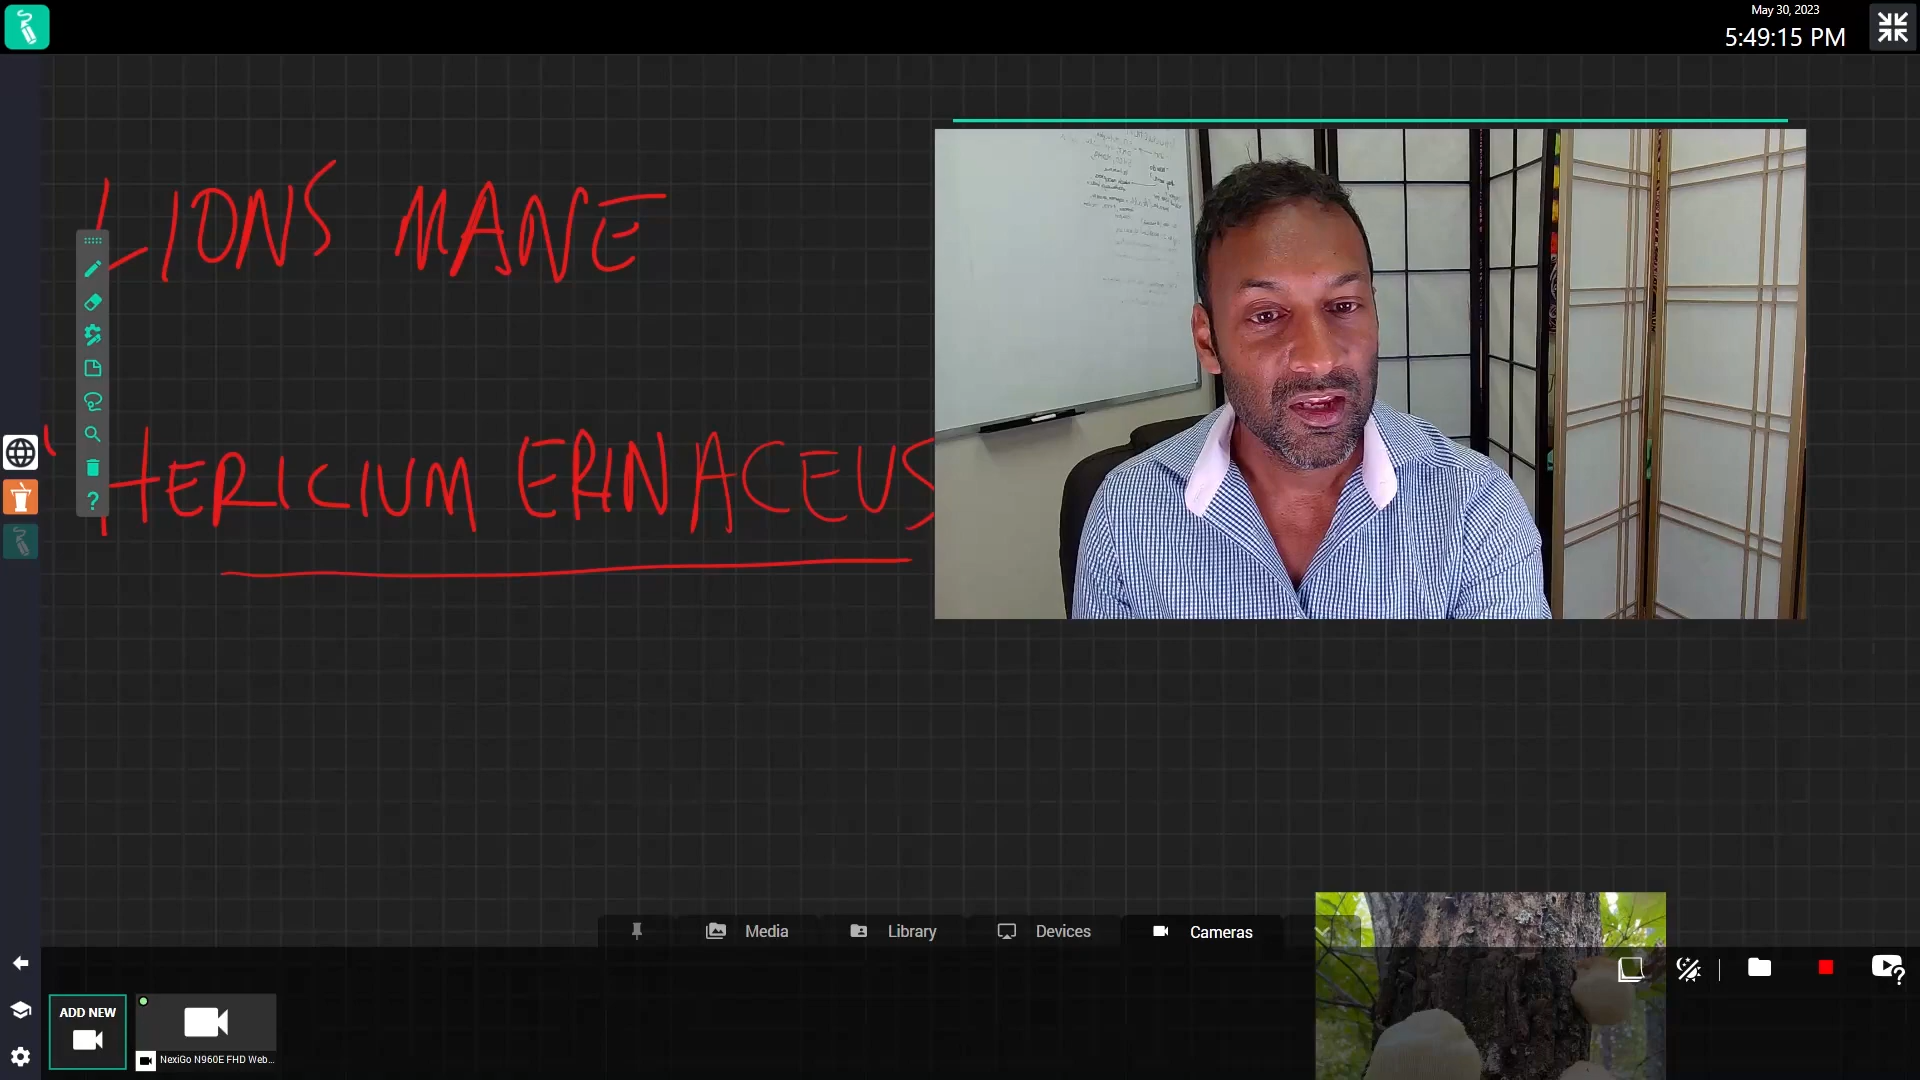 May 30, 2023
5:49:15 PM
LIONS MANE
HERICIUM ERINACEUS
?
Media
Library
Devices
Cameras
ADD NEW
NexiGo N960E FHD Web...